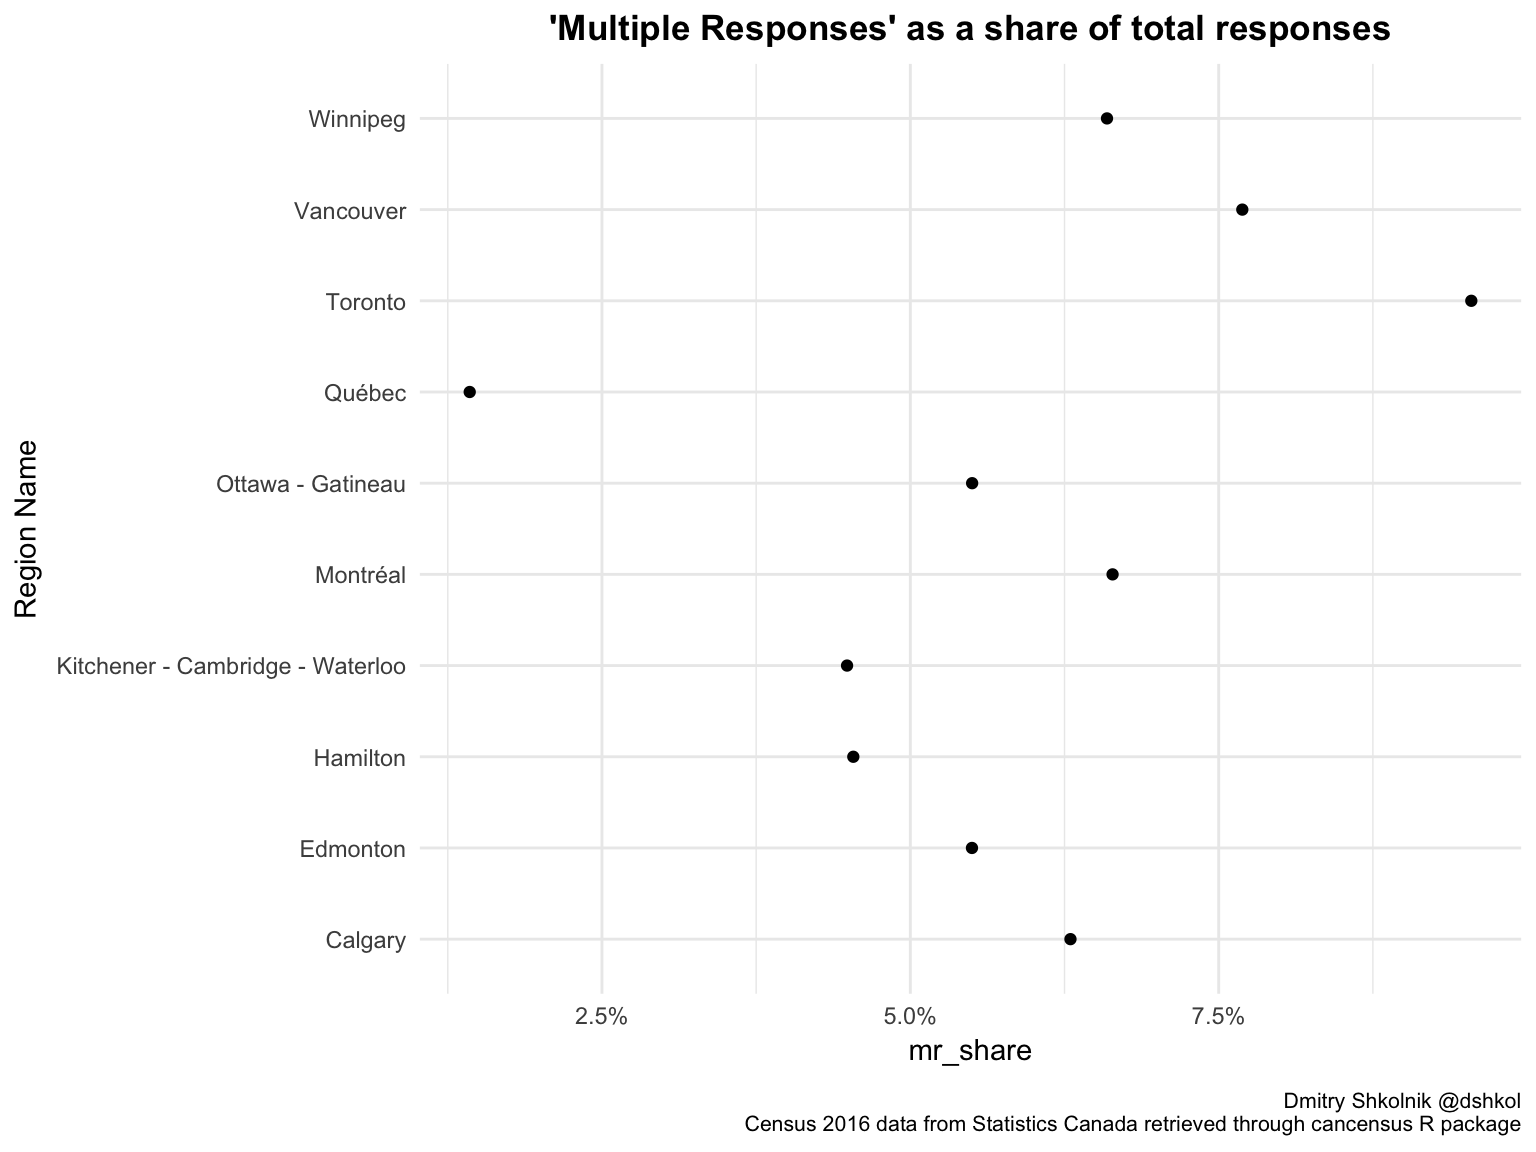 'Multiple Responses' as a share of total responses
Region Name
Winnipeg
Vancouver
Toronto
Québec
Ottawa - Gatineau
Montréal
Kitchener - Cambridge - Waterloo
Hamilton
Edmonton
Calgary
2.5% 5.0% 7.5%
mr_share
Dmitry Shkolnik @dshkol
Census 2016 data from Statistics Canada retrieved through cancensus R package